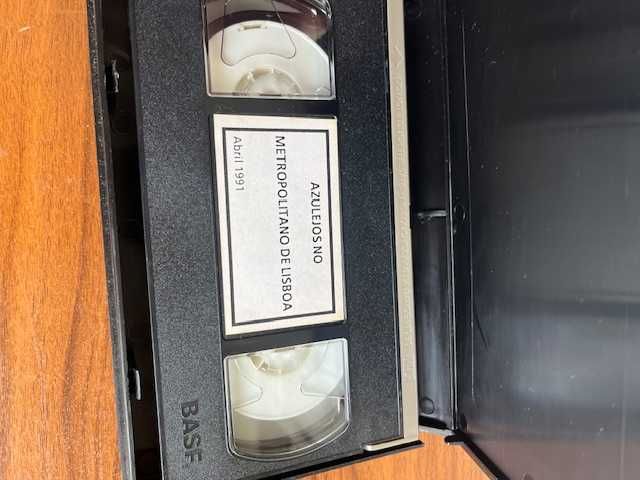 AZULEJOS NO
METROPOLITANO DE LISBOA
Abril 1991
BASF